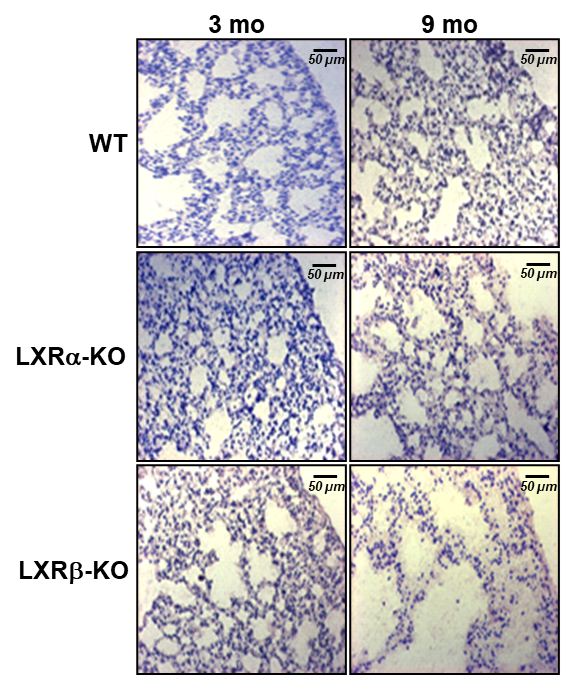 3 mo 9 mo
WT
50 µm 50 µm
LXRα-KO
50 µm 50 µm
LXRβ-KO
50 µm 50 µm